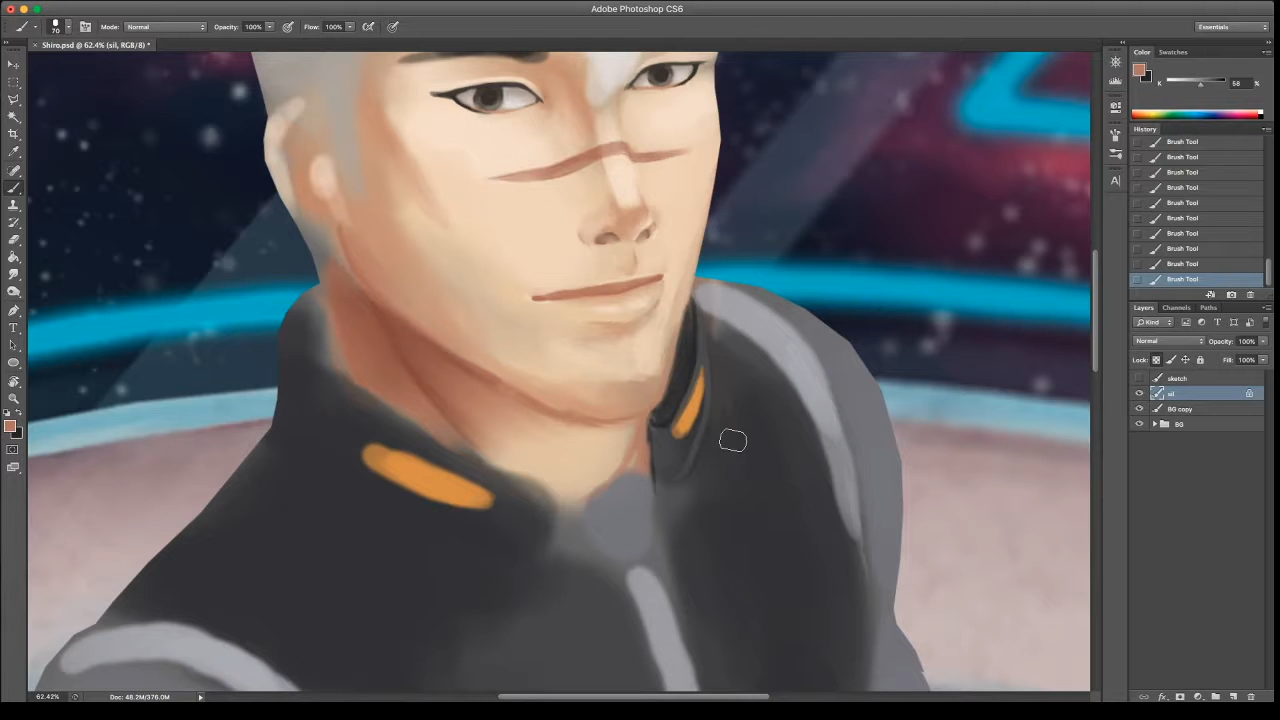 Adobe Photoshop CS6
70
Mode: Normal Opacity: 100% Flow: 100% Essentials
× Shiro.psd @ 62.4% (sil, RGB/8) *
Color Swatches
K 58 %
History
Brush Tool
Brush Tool
Brush Tool
Brush Tool
Brush Tool
Brush Tool
Brush Tool
Brush Tool
Brush Tool
Brush Tool
Layers Channels Paths
Kind
Normal Opacity: 100%
Lock: Fill: 100%
sketch
sil
BG copy
BG
62.42% Doc: 48.2M/376.0M